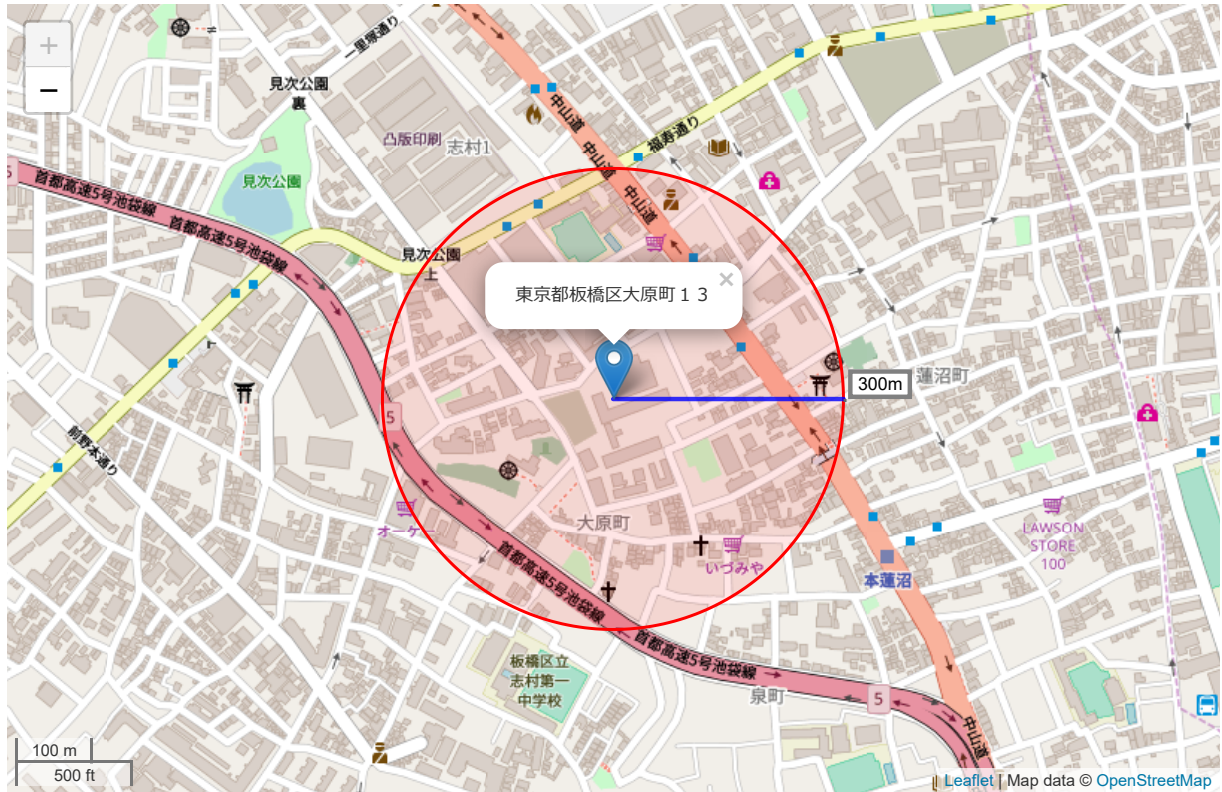 +
−
一里塚通り
見次公園
裏
中山道
凸版印刷
志村1
中山道
福寿通り
5
首都高速5号池袋線
見次公園
中山道
首都高速5号池袋線
見次公園
上
×
東京都板橋区大原町１３
蓮沼町
300m
5
前野本通り
オーケー
大原町
LAWSON
STORE
100
首都高速5号池袋線
いづみや
本蓮沼
首都高速5号池袋線
板橋区立
志村第一
中学校
泉町
5
中山道
100 m
500 ft
Leaflet | Map data © OpenStreetMap